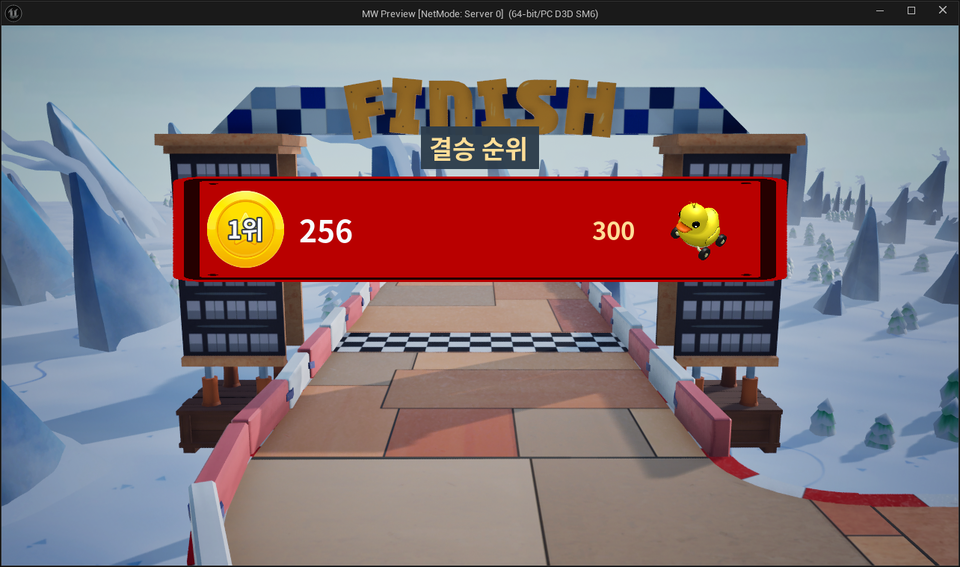 MW Preview [NetMode: Server 0] (64-bit/PC D3D SM6)
FINISH
결승 순위
1위 256 300